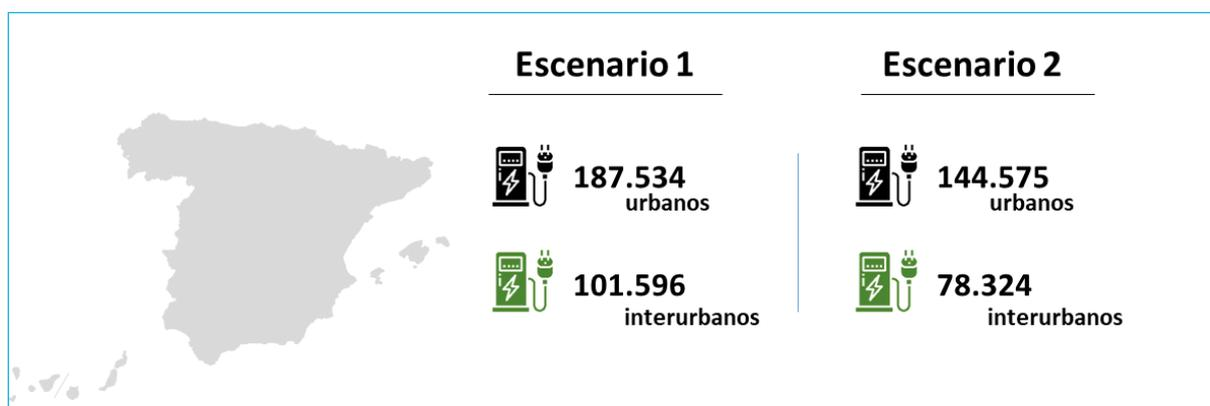 Escenario 1
187.534
urbanos
101.596
interurbanos
Escenario 2
144.575
urbanos
78.324
interurbanos